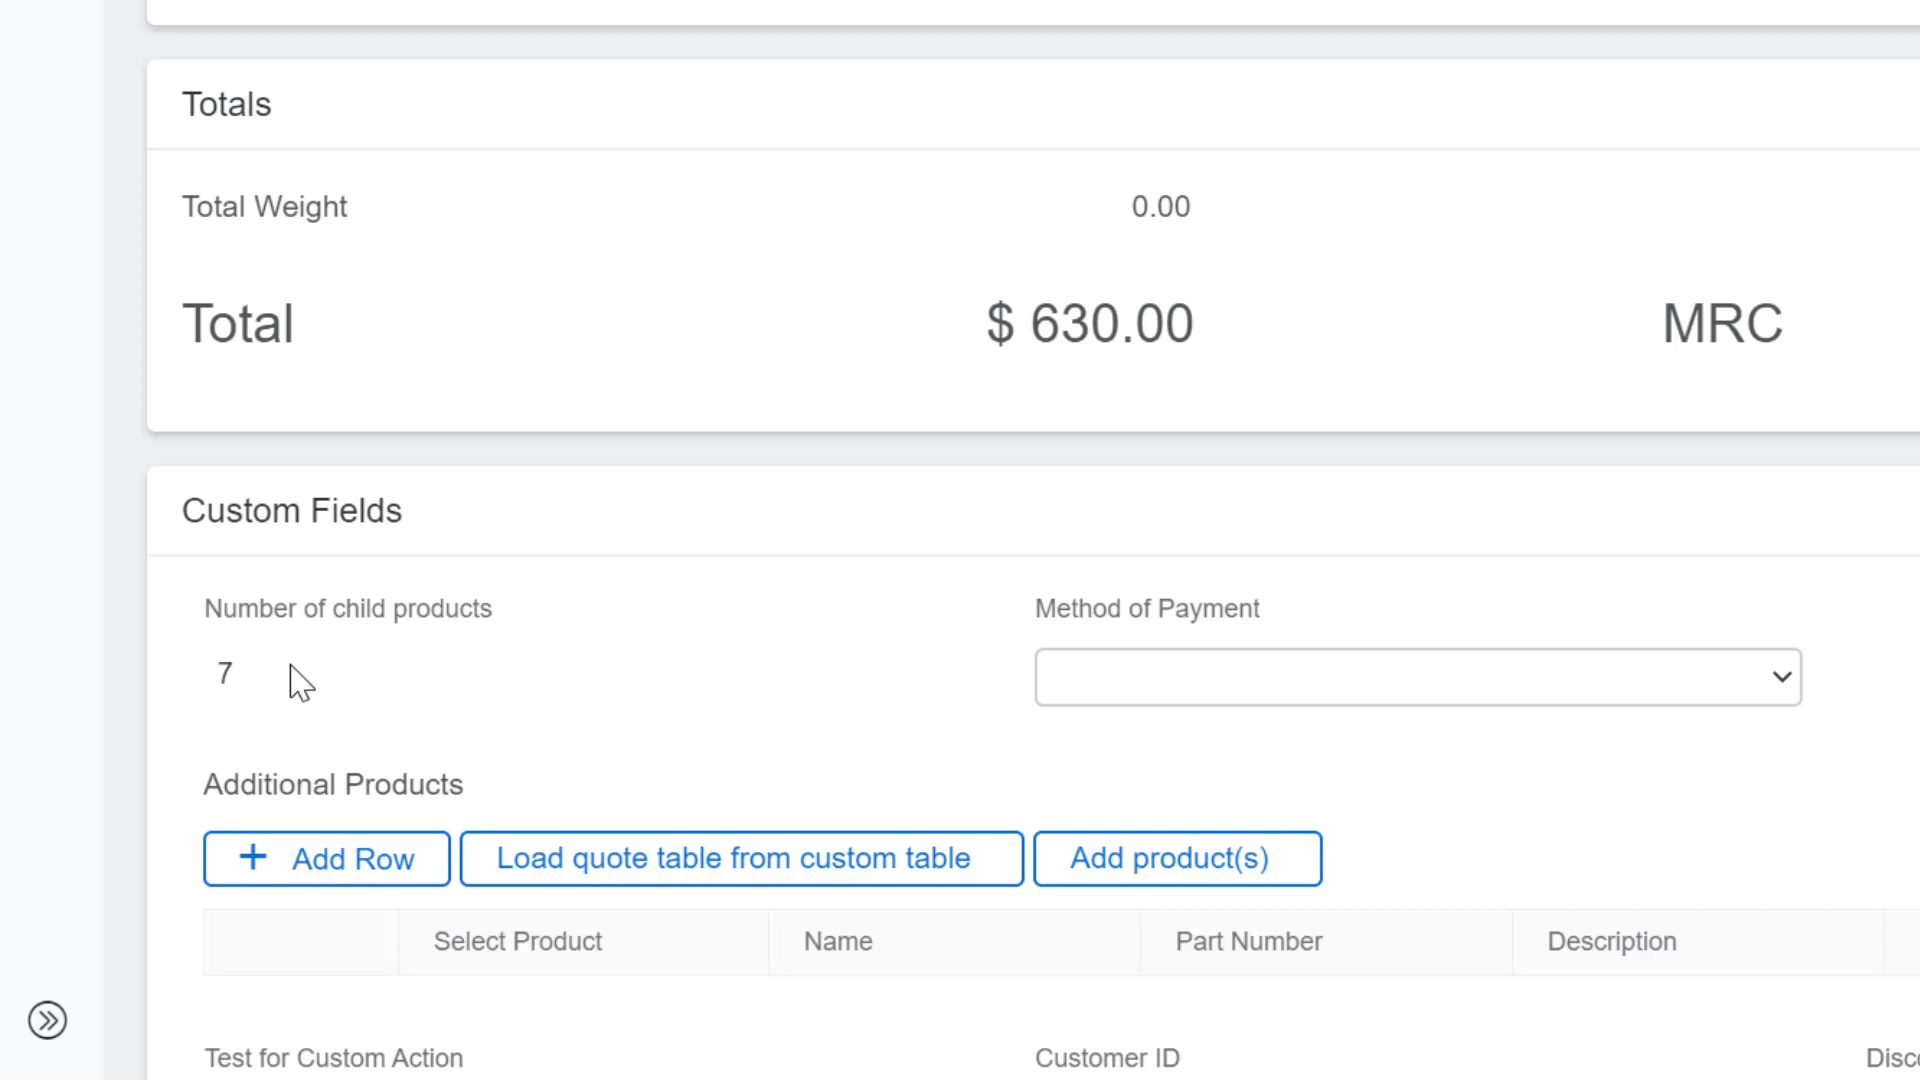 Totals
Total Weight 0.00
Total $ 630.00 MRC
Custom Fields
Number of child products Method of Payment
7
Additional Products
+ Add Row Load quote table from custom table Add product(s)
Select Product Name Part Number Description
Test for Custom Action Customer ID